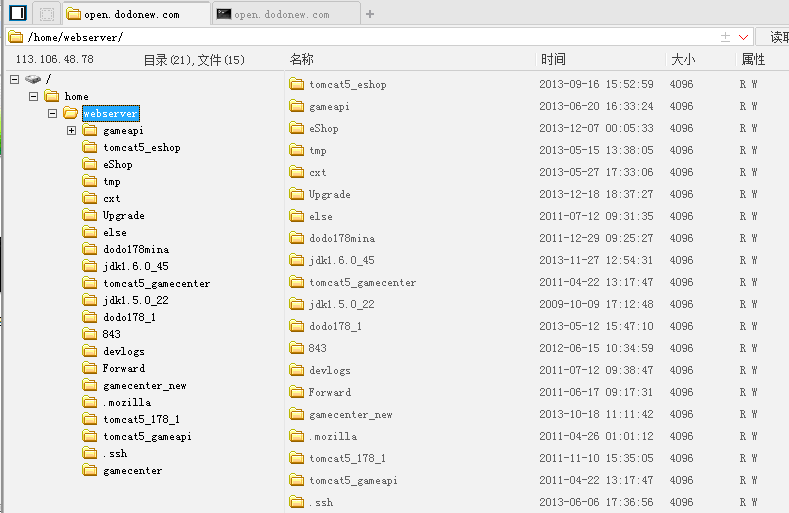 open.dodonew.com open.dodonew.com
/home/webserver/ 读取
113.106.48.78 目录(21),文件(15) 名称 时间 大小 属性
/
home
webserver
gameapi
tomcat5_eshop
eShop
tmp
cxt
Upgrade
else
dodo178mina
jdk1.6.0_45
tomcat5_gamecenter
jdk1.5.0_22
dodo178_1
843
devlogs
Forward
gamecenter_new
.mozilla
tomcat5_178_1
tomcat5_gameapi
.ssh
gamecenter
tomcat5_eshop 2013-09-16 15:52:59 4096 R W
gameapi 2013-06-20 16:33:24 4096 R W
eShop 2013-12-07 00:05:33 4096 R W
tmp 2013-05-15 13:38:05 4096 R W
cxt 2013-05-27 17:33:06 4096 R W
Upgrade 2013-12-18 18:37:27 4096 R W
else 2011-07-12 09:31:35 4096 R W
dodo178mina 2011-12-29 09:25:27 4096 R W
jdk1.6.0_45 2013-11-27 12:54:31 4096 R W
tomcat5_gamecenter 2011-04-22 13:17:47 4096 R W
jdk1.5.0_22 2009-10-09 17:12:48 4096 R W
dodo178_1 2013-05-12 15:47:10 4096 R W
843 2012-06-15 10:34:59 4096 R W
devlogs 2011-07-12 09:38:47 4096 R W
Forward 2011-06-17 09:17:31 4096 R W
gamecenter_new 2013-10-18 11:11:42 4096 R W
.mozilla 2011-04-26 01:01:12 4096 R W
tomcat5_178_1 2011-11-10 15:35:05 4096 R W
tomcat5_gameapi 2011-04-22 13:17:47 4096 R W
.ssh 2013-06-06 17:36:56 4096 R W